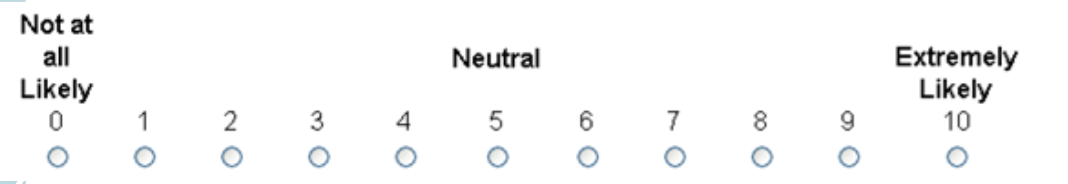 Not at
all
Likely
Neutral
Extremely
Likely
0 1 2 3 4 5 6 7 8 9 10